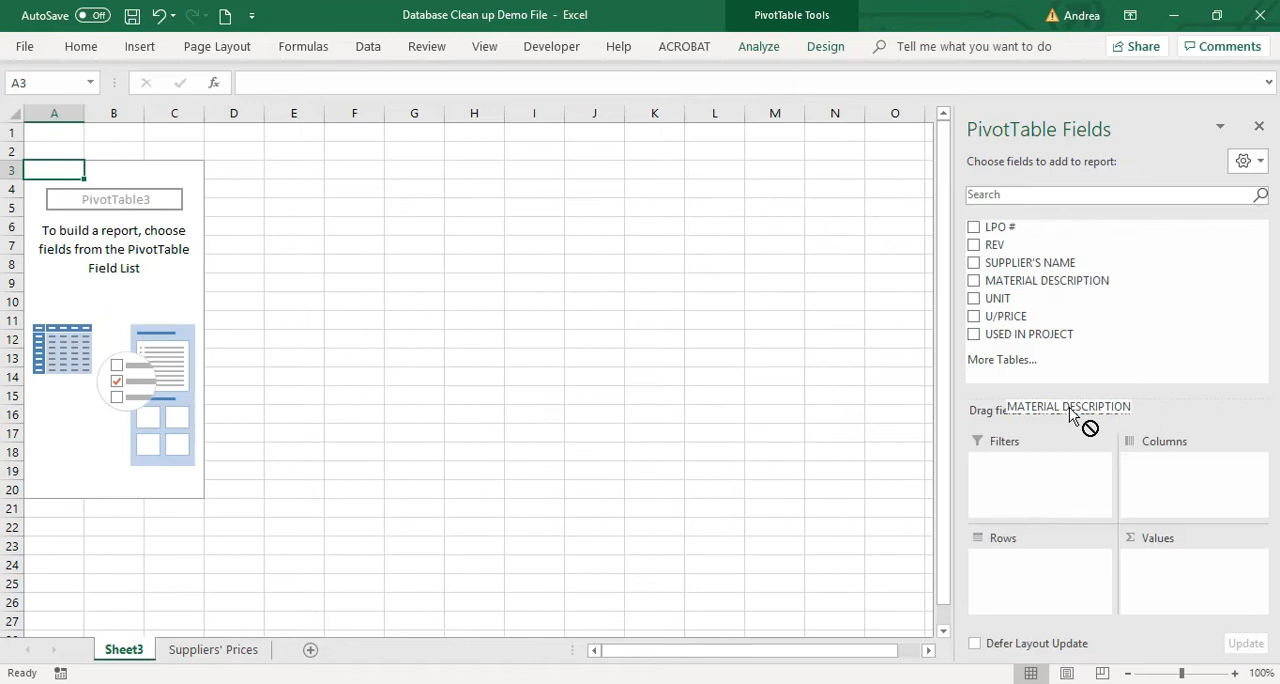 AutoSave Off Database Clean up Demo File - Excel PivotTable Tools Andrea
File Home Insert Page Layout Formulas Data Review View Developer Help ACROBAT Analyze Design Tell me what you want to do Share Comments
A3 fx
A B C D E F G H I J K L M N O
1
2
3
4
5
6
7
8
9
10
11
12
13
14
15
16
17
18
19
20
21
22
23
24
25
26
27
PivotTable3
To build a report, choose
fields from the PivotTable
Field List
PivotTable Fields
Choose fields to add to report:
Search
LPO #
REV
SUPPLIER'S NAME
MATERIAL DESCRIPTION
UNIT
U/PRICE
USED IN PROJECT
More Tables...
MATERIAL DESCRIPTION
Drag
Filters Columns
Rows Σ Values
Defer Layout Update Update
Sheet3 Suppliers' Prices
Ready 100%